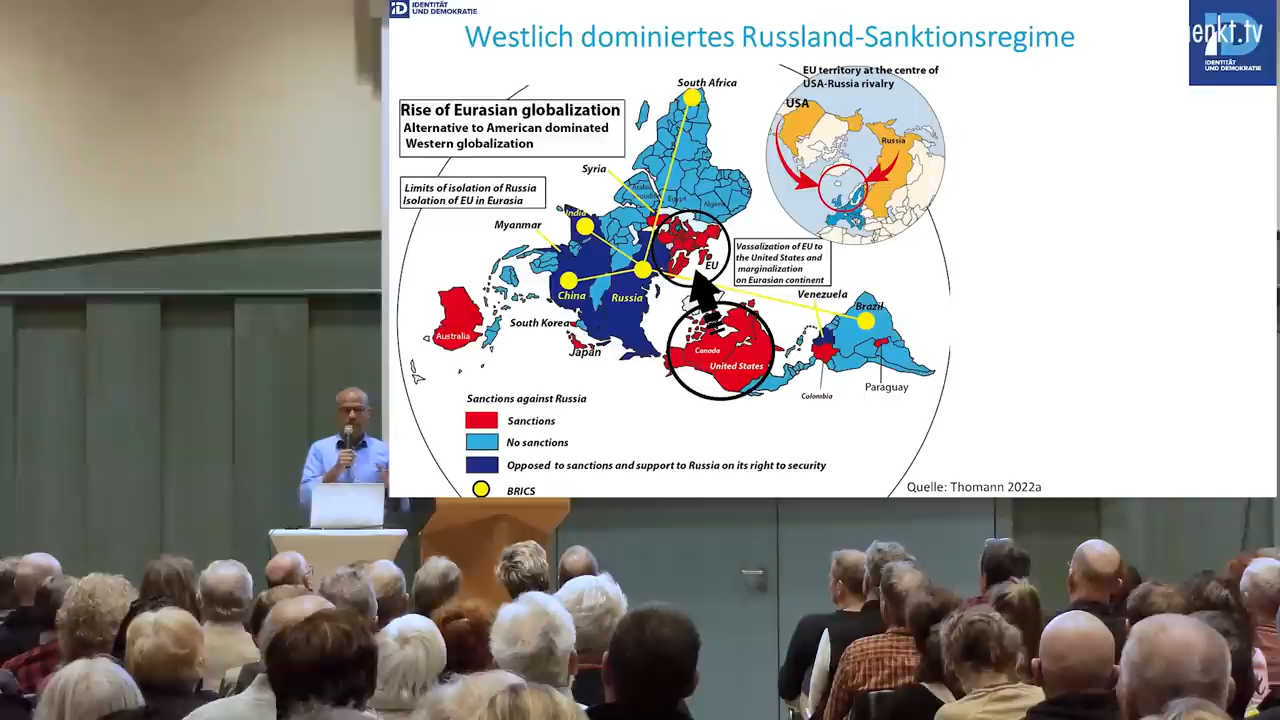 ID IDENTITÄT
UND DEMOKRATIE
Westlich dominiertes Russland-Sanktionsregime
enkt.tv
ID
IDENTITÄT
UND DEMOKRATIE
EU territory at the centre of
USA-Russia rivalry
USA
Russia
South Africa
Rise of Eurasian globalization
Alternative to American dominated
Western globalization
Syria
Limits of isolation of Russia
Isolation of EU in Eurasia
Egypt
Algeria
India
Myanmar
EU
Vassalization of EU to
the United States and
marginalization
on Eurasian continent
China
Russia
Venezuela
Brazil
South Korea
Australia
Japan
Canada
United States
Colombia
Paraguay
Sanctions against Russia
Sanctions
No sanctions
Opposed to sanctions and support to Russia on its right to security
BRICS
Quelle: Thomann 2022a